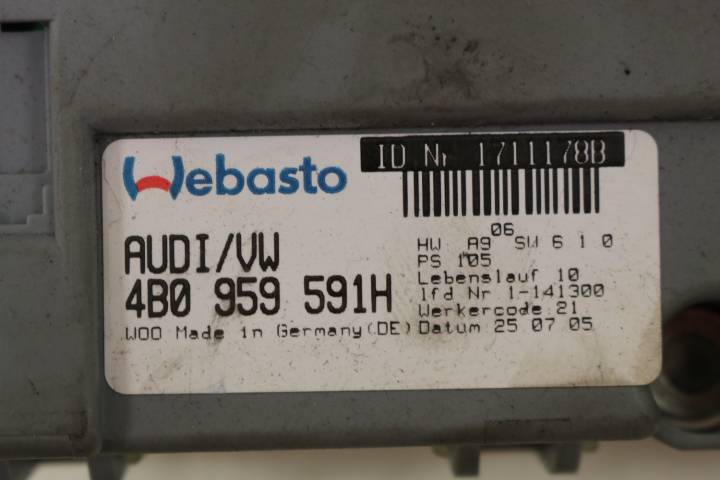 Webasto
ID Nr 1711178B
AUDI/VW
4B0 959 591H
W00 Made in Germany(DE)
06
HW A9 SW 6 1 0
PS 105
Lebenslauf 10
lfd Nr 1-141300
Werkercode:21
Datum 25 07 05